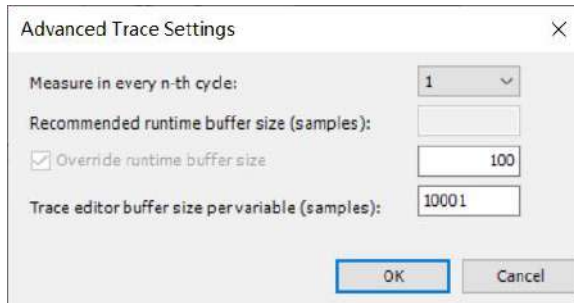 Advanced Trace Settings
Measure in every n-th cycle: 1
Recommended runtime buffer size (samples):
Override runtime buffer size 100
Trace editor buffer size per variable (samples): 10001
OK Cancel